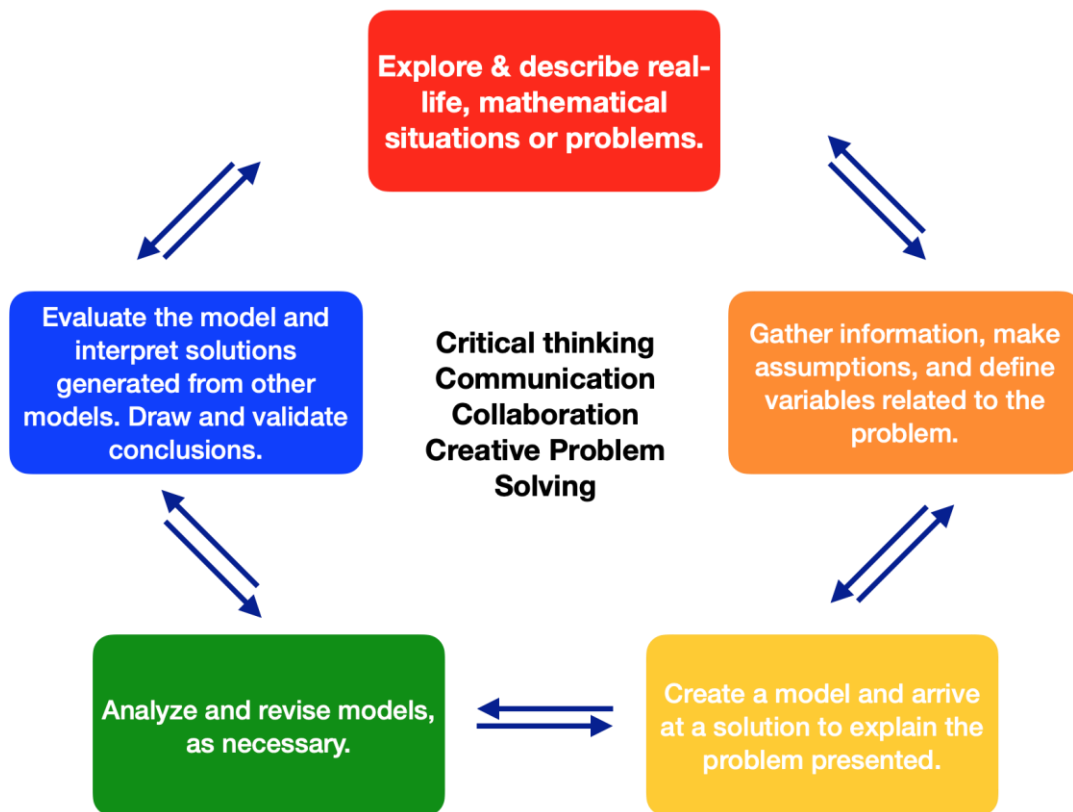 Explore & describe real-
life, mathematical
situations or problems.
Evaluate the model and
interpret solutions
generated from other
models. Draw and validate
conclusions.
Critical thinking
Communication
Collaboration
Creative Problem
Solving
Gather information, make
assumptions, and define
variables related to the
problem.
Analyze and revise models,
as necessary.
Create a model and arrive
at a solution to explain the
problem presented.